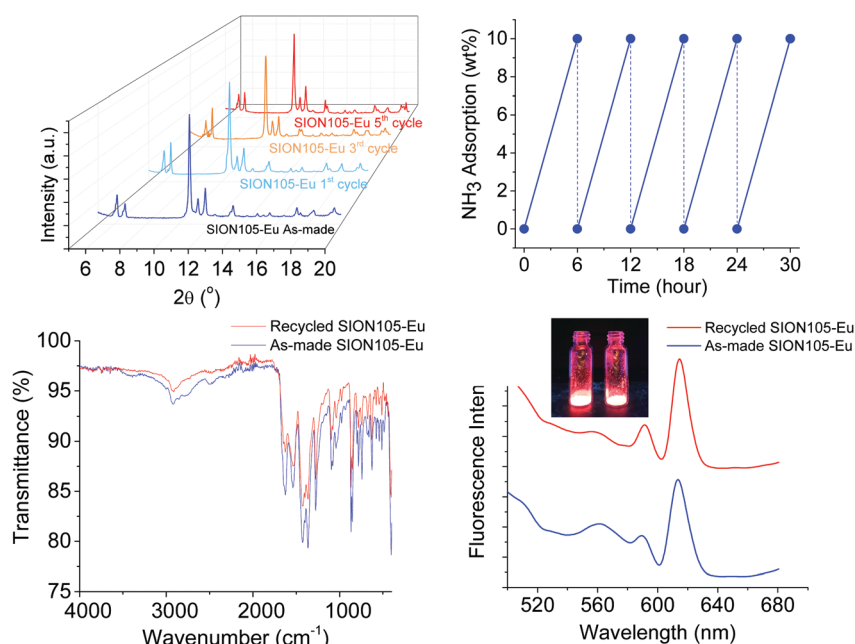 Intensity (a.u.)
SION105-Eu 5th cycle
SION105-Eu 3rd cycle
SION105-Eu 1st cycle
SION105-Eu As-made
6 8 10 12 14 16 18 20
2θ (°)
NH3 Adsorption (wt%)
10
8
6
4
2
0
0 6 12 18 24 30
Time (hour)
Recycled SION105-Eu
As-made SION105-Eu
Transmittance (%)
100
95
90
85
80
75
4000 3000 2000 1000
Wavenumber (cm-1)
Recycled SION105-Eu
As-made SION105-Eu
Fluorescence Inten
520 560 600 640 680
Wavelength (nm)